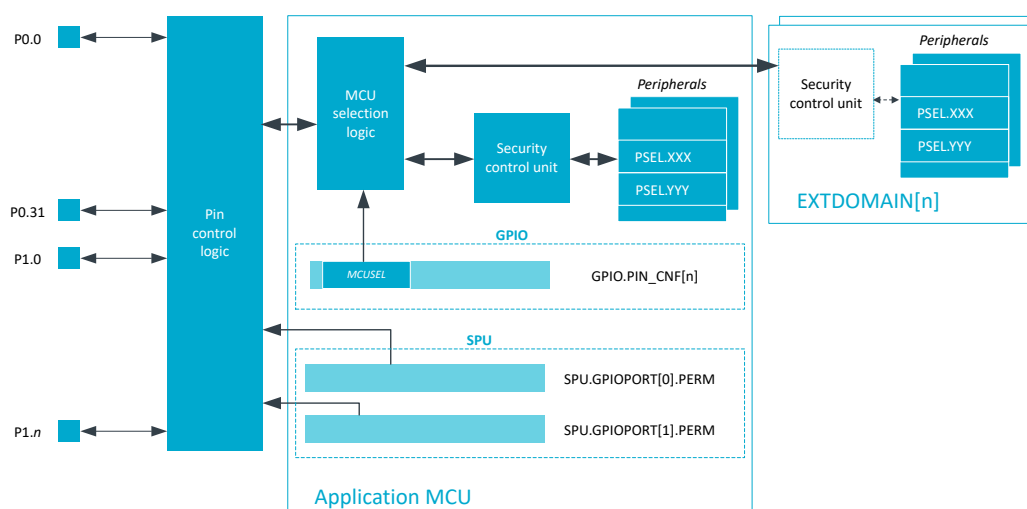 P0.0
P0.31
P1.0
P1.n
Pin
control
logic
MCU
selection
logic
Security
control unit
Peripherals
PSEL.XXX
PSEL.YYY
GPIO
MCUSEL
GPIO.PIN_CNF[n]
SPU
SPU.GPIOPORT[0].PERM
SPU.GPIOPORT[1].PERM
Application MCU
Peripherals
Security
control unit
PSEL.XXX
PSEL.YYY
EXTDOMAIN[n]